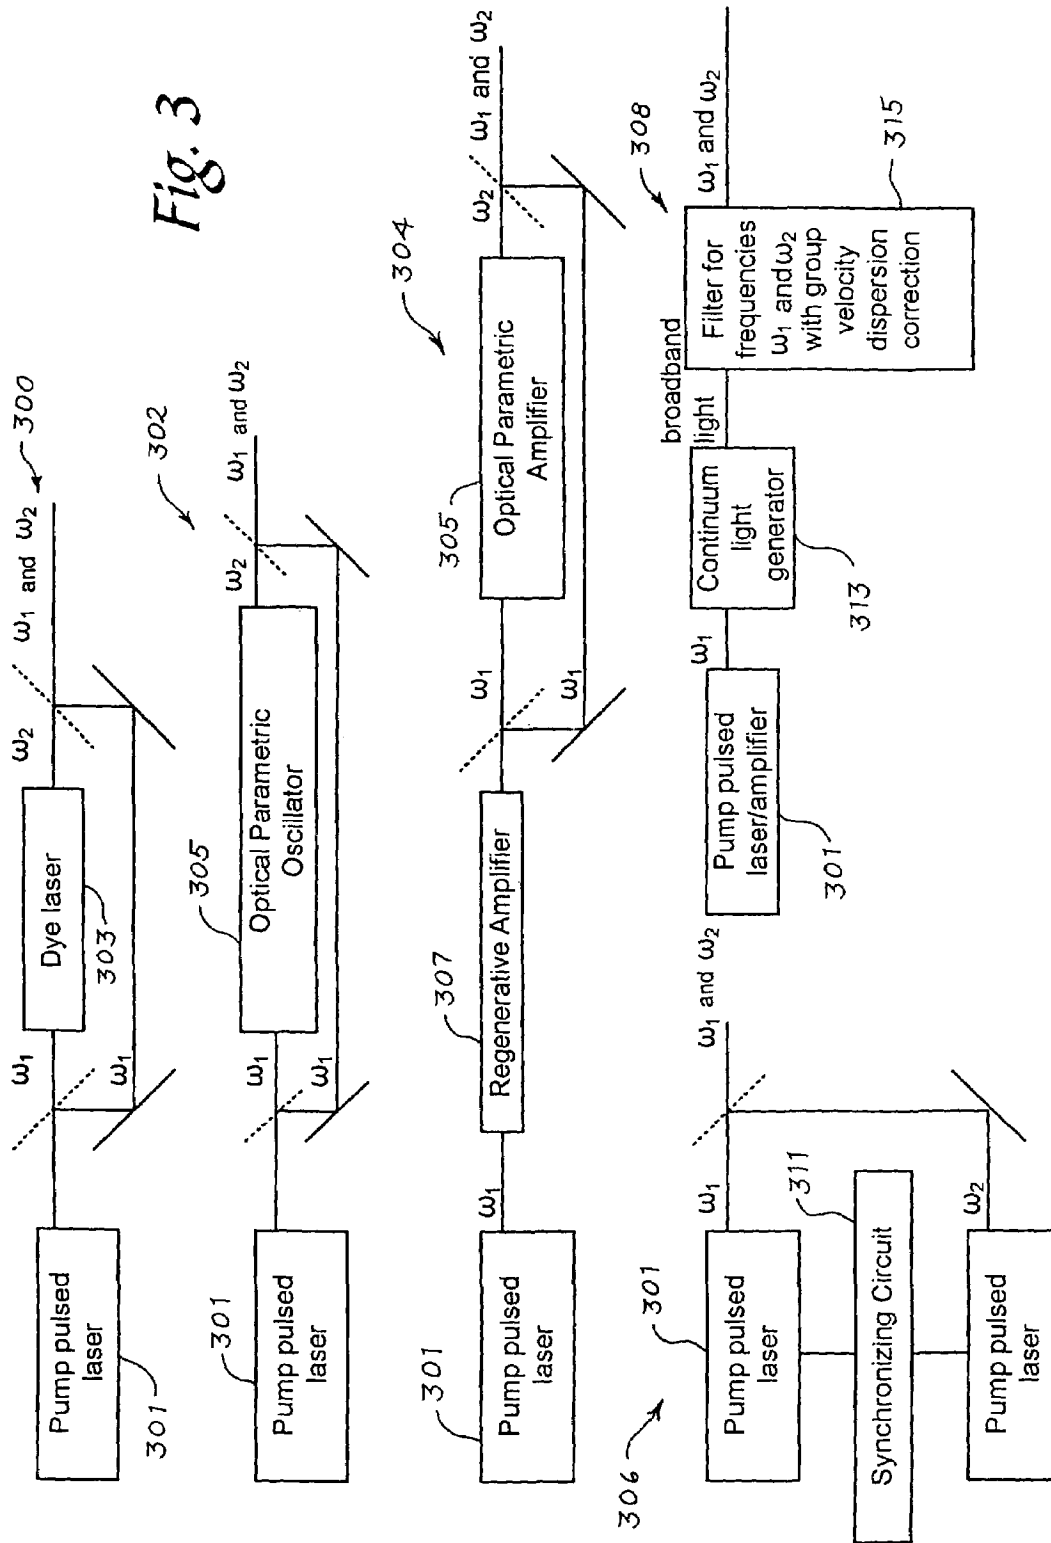 Fig. 3
300
ω1 and ω2
ω2
Dye laser
303
ω1
ω1
Pump pulsed
laser
301
302
ω1 and ω2
ω2
Optical Parametric
Oscillator
305
ω1
ω1
Pump pulsed
laser
301
304
ω1 and ω2
ω2
Optical Parametric
Amplifier
305
ω1
ω1
Regenerative Amplifier
307
ω1
Pump pulsed
laser
301
306
ω1 and ω2
ω1
Pump pulsed
laser
301
311
Synchronizing Circuit
ω2
Pump pulsed
laser
308
ω1 and ω2
315
Filter for
frequencies
ω1 and ω2
with group
velocity
dispersion
correction
broadband
light
Continuum
light
generator
313
ω1
Pump pulsed
laser/amplifier
301